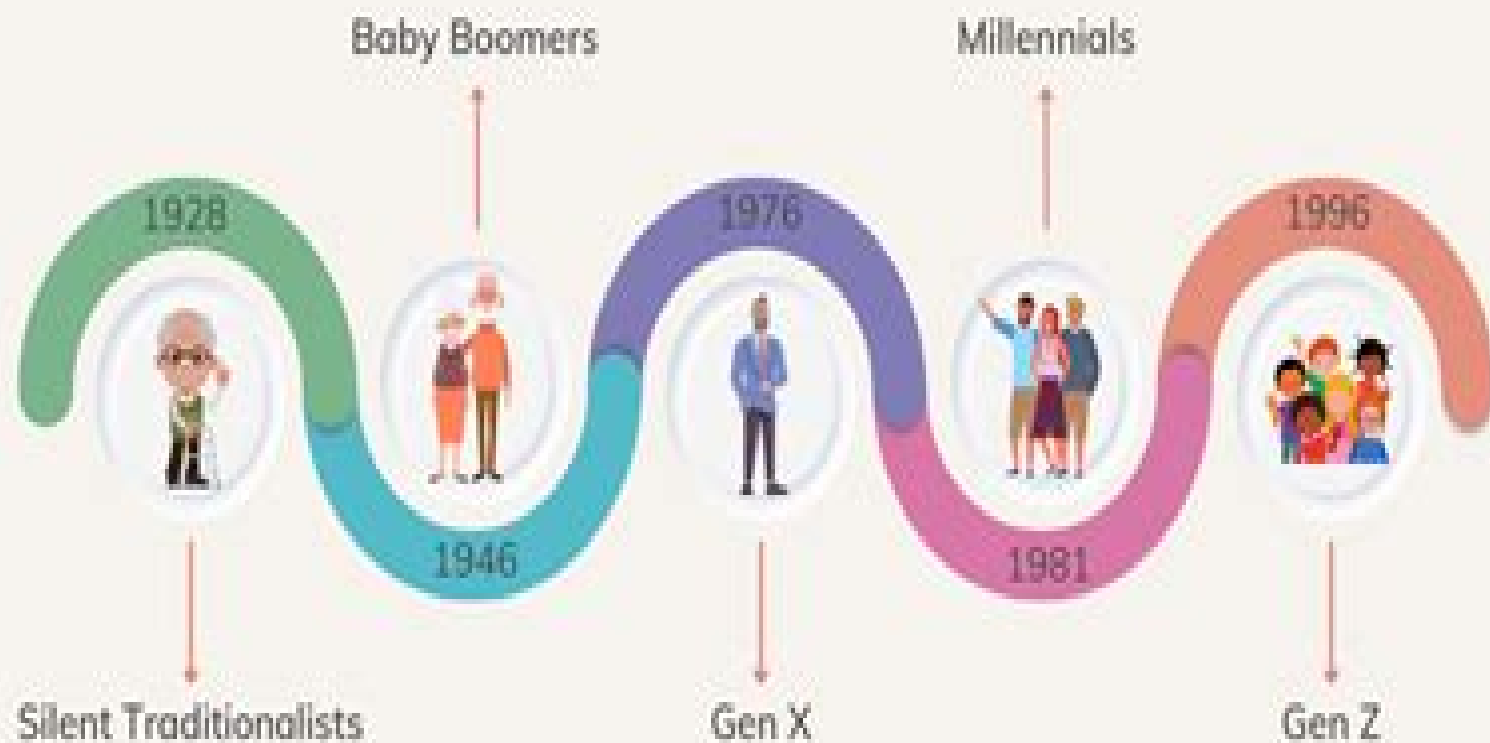 Baby Boomers
Millennials
1928
1976
1996
1946
1981
Silent Traditionalists
Gen X
Gen Z